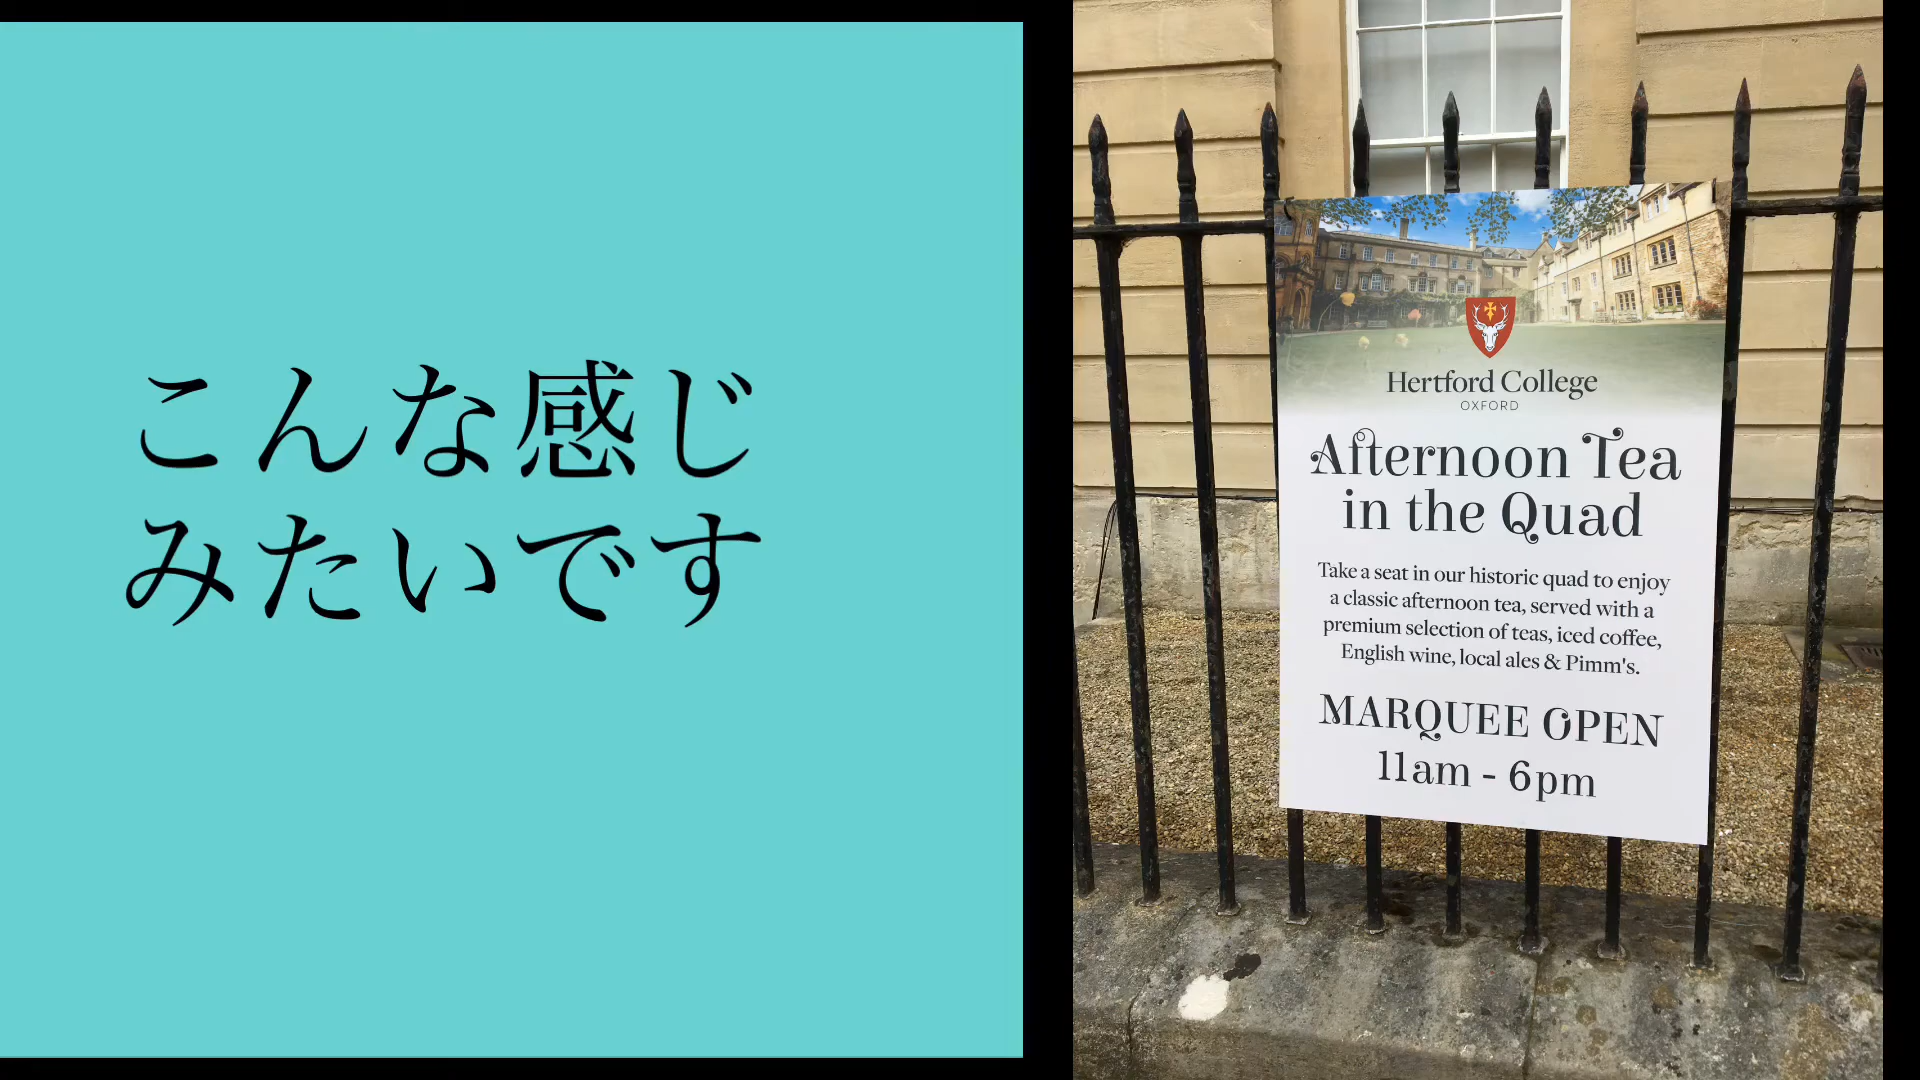 こんな感じ
みたいです
Hertford College
OXFORD
Afternoon Tea
in the Quad
Take a seat in our historic quad to enjoy
a classic afternoon tea, served with a
premium selection of teas, iced coffee,
English wine, local ales & Pimm's.
MARQUEE OPEN
11am - 6pm